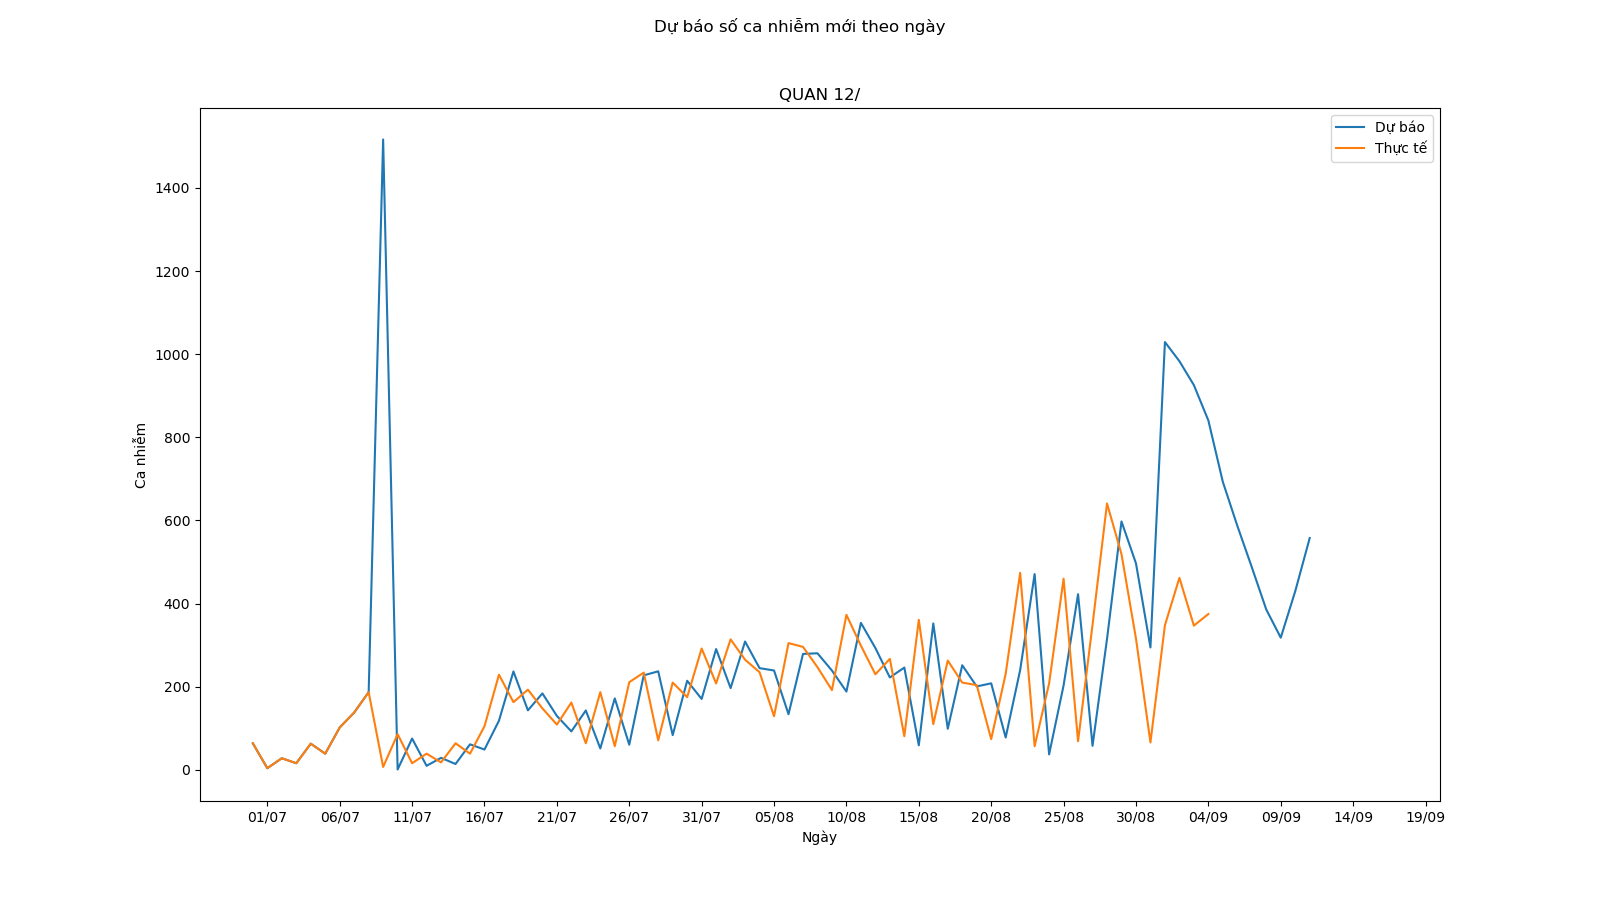 Dự báo số ca nhiễm mới theo ngày
QUAN 12/
Dự báo
Thực tế
1400
1200
1000
800
600
400
200
0
Ca nhiễm
01/07 06/07 11/07 16/07 21/07 26/07 31/07 05/08 10/08 15/08 20/08 25/08 30/08 04/09 09/09 14/09 19/09
Ngày